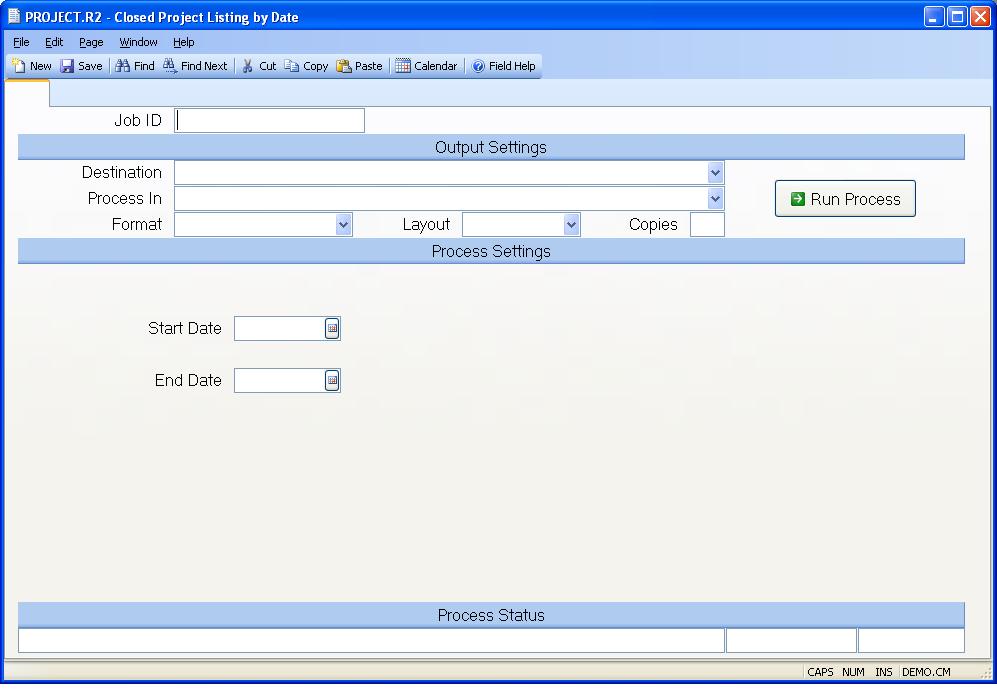 PROJECT.R2 - Closed Project Listing by Date
File Edit Page Window Help
New Save Find Find Next Cut Copy Paste Calendar Field Help
Job ID
Output Settings
Destination
Process In
Run Process
Format Layout Copies
Process Settings
Start Date
End Date
Process Status
CAPS NUM INS DEMO.CM